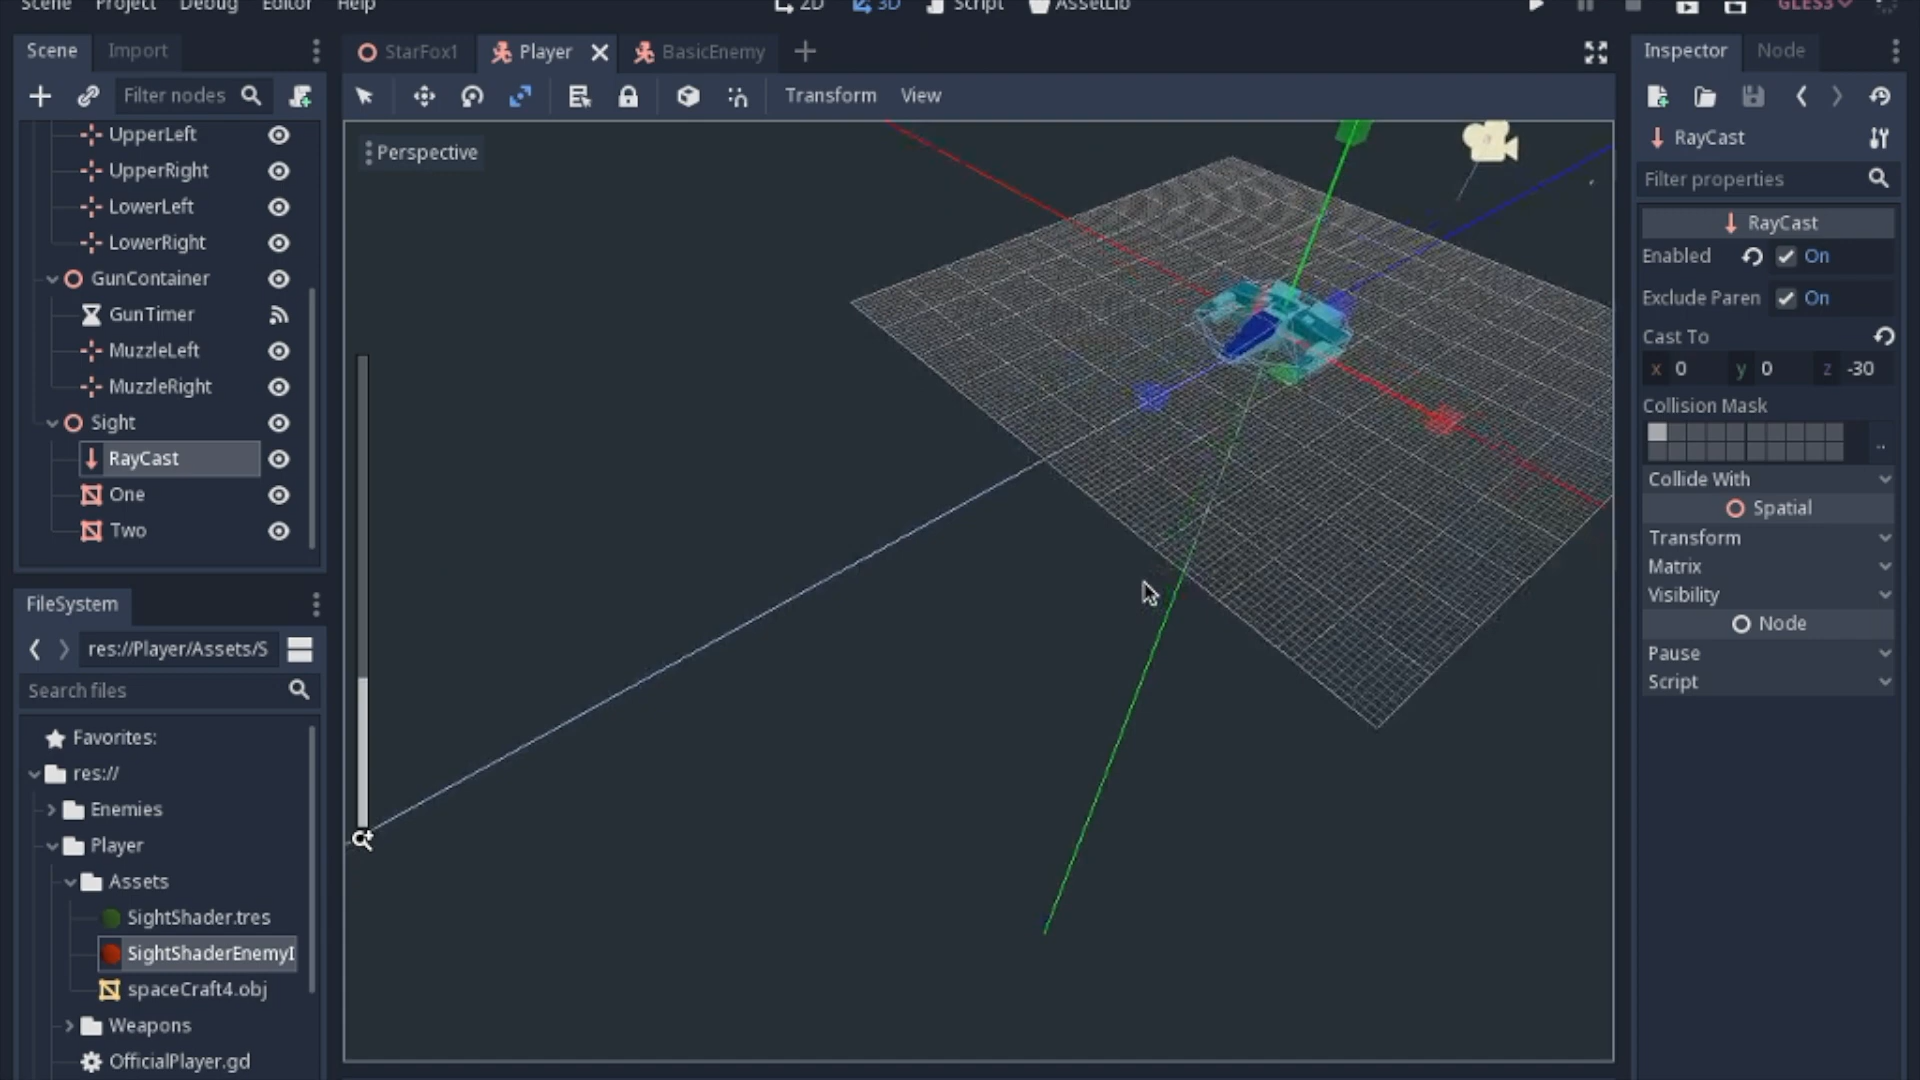 Scene Project Debug Editor Help
2D 3D Script AssetLib
GLES3
Scene Import
Filter nodes
UpperLeft
UpperRight
LowerLeft
LowerRight
GunContainer
GunTimer
MuzzleLeft
MuzzleRight
Sight
RayCast
One
Two
FileSystem
res://Player/Assets/S
Search files
Favorites:
res://
Enemies
Player
Assets
SightShader.tres
SightShaderEnemyI
spaceCraft4.obj
Weapons
OfficialPlayer.gd
StarFox1 Player BasicEnemy
Transform View
Perspective
Inspector Node
RayCast
Filter properties
RayCast
Enabled On
Exclude Paren On
Cast To
x 0 y 0 z -30
Collision Mask
..
Collide With
Spatial
Transform
Matrix
Visibility
Node
Pause
Script